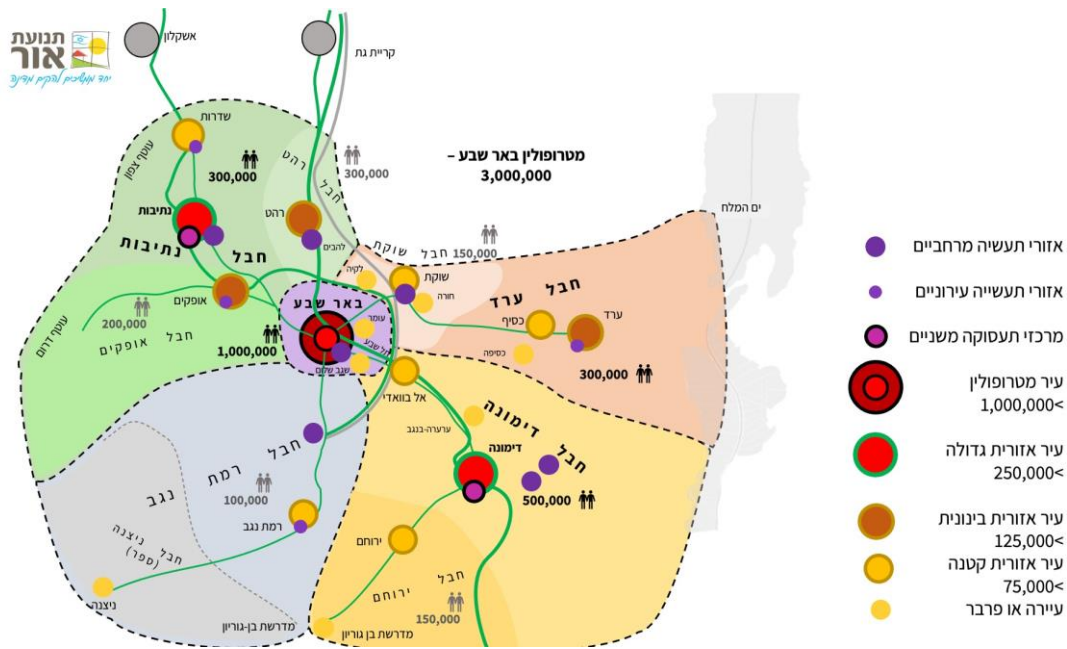 תנועת
אור
יחד ממשיכים להקים מדינה
אשקלון
קריית גת
שדרות
עוטף צפון
300,000
חבל רהט
300,000
מטרופולין באר שבע –
3,000,000
ים המלח
נתיבות
חבל נתיבות
רהט
להבים
חבל שוקת
150,000
לקיה
שוקת
חורה
חבל ערד
כסיף
ערד
כסיפה
300,000
אופקים
200,000
חבל אופקים
עוטף דרום
באר שבע
עומר
תל שבע
שגב שלום
1,000,000
אל בוואדי
ערערה-בנגב
חבל דימונה
דימונה
500,000
חבל רמת נגב
100,000
רמת נגב
חבל ניצנה
(ספר)
ניצנה
ירוחם
חבל ירוחם
150,000
מדרשת בן-גוריון
מדרשת בן גוריון
אזורי תעשיה מרחביים
אזורי תעשייה עירוניים
מרכזי תעסוקה משניים
עיר מטרופולין
1,000,000<
עיר אזורית גדולה
250,000<
עיר אזורית בינונית
125,000<
עיר אזורית קטנה
75,000<
עיירה או פרבר